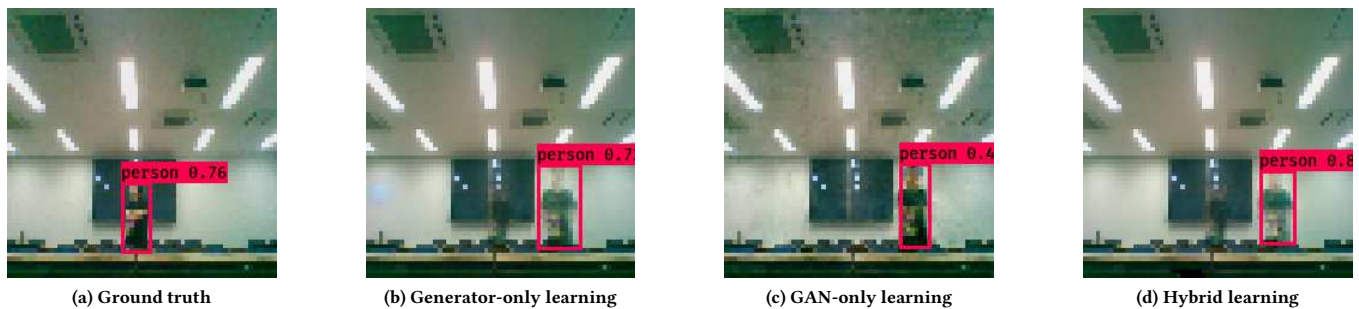 person 0.76
person 0.7
person 0.4
person 0.8
(a) Ground truth
(b) Generator-only learning
(c) GAN-only learning
(d) Hybrid learning